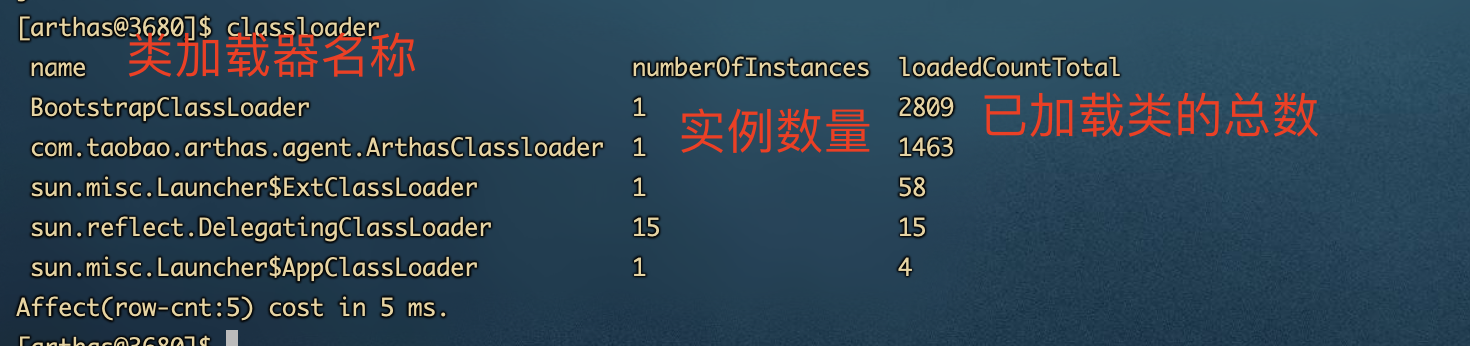 [arthas@3680]$ classloader
类加载器名称
name numberOfInstances loadedCountTotal
BootstrapClassLoader 1 2809
实例数量 已加载类的总数
com.taobao.arthas.agent.ArthasClassloader 1 1463
sun.misc.Launcher$ExtClassLoader 1 58
sun.reflect.DelegatingClassLoader 15 15
sun.misc.Launcher$AppClassLoader 1 4
Affect(row-cnt:5) cost in 5 ms.
[arthas@3680]$